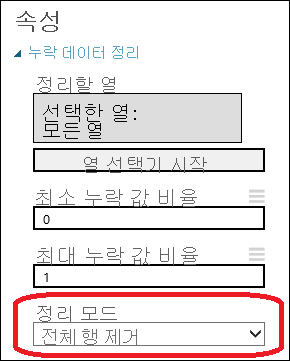 속성
누락 데이터 정리
정리할 열
선택한 열:
모든 열
열 선택기 시작
최소 누락 값 비율
0
최대 누락 값 비율
1
정리 모드
전체 행 제거